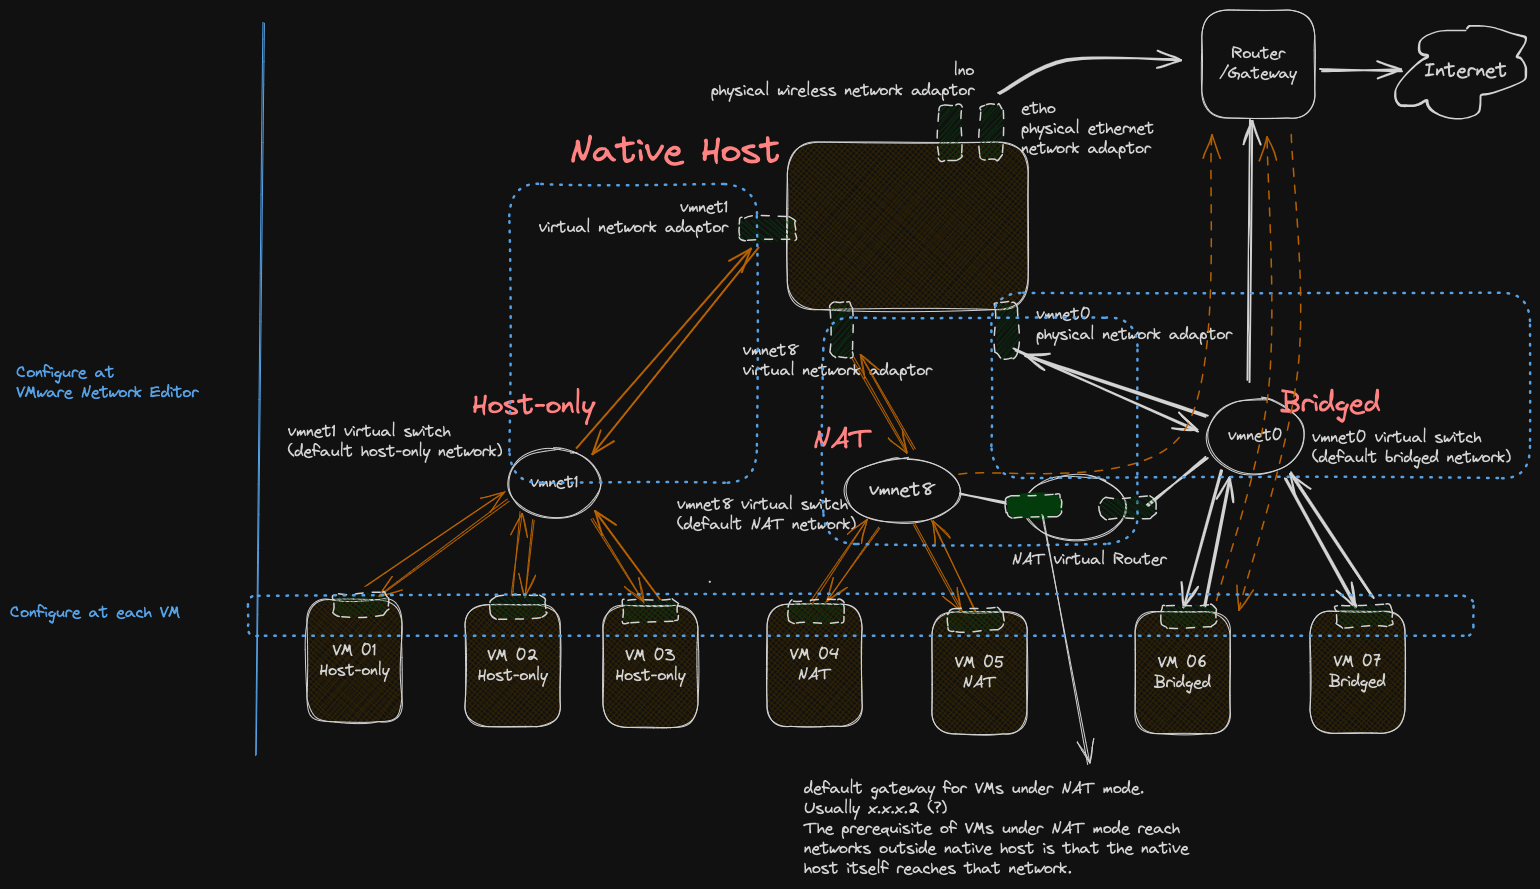 Router
/Gateway
Internet
lno
physical wireless network adaptor
etho
physical ethernet
network adaptor
Native Host
vmnet1
virtual network adaptor
vmnet0
physical network adaptor
vmnet8
virtual network adaptor
Configure at
VMware Network Editor
Host-only
NAT
Bridged
vmnet1 virtual switch
(default host-only network)
vmnet1
vmnet8
vmnet8 virtual switch
(default NAT network)
vmnet0
vmnet0 virtual switch
(default bridged network)
NAT virtual Router
Configure at each VM
VM 01
Host-only
VM 02
Host-only
VM 03
Host-only
VM 04
NAT
VM 05
NAT
VM 06
Bridged
VM 07
Bridged
default gateway for VMs under NAT mode.
Usually x.x.x.2 (?)
The prerequisite of VMs under NAT mode reach
networks outside native host is that the native
host itself reaches that network.